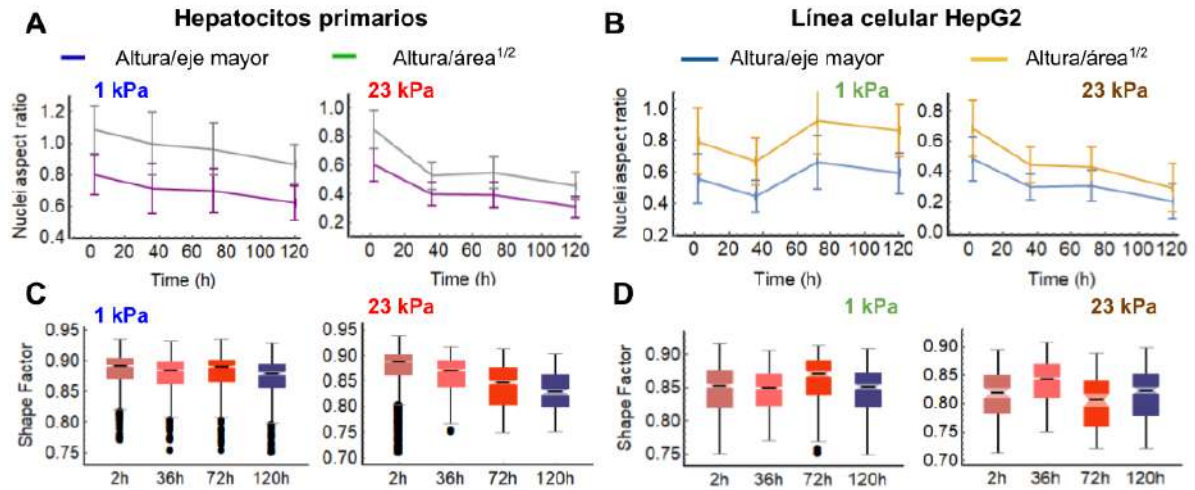 A Hepatocitos primarios
B Línea celular HepG2
Altura/eje mayor Altura/área1/2
Altura/eje mayor Altura/área1/2
1 kPa
23 kPa
1 kPa
23 kPa
Nuclei aspect ratio
1.2
1.0
0.8
0.6
0.4
0 20 40 60 80 100 120
Time (h)
1.0
0.8
0.6
0.4
0.2
0 20 40 60 80 100 120
Time (h)
Nuclei aspect ratio
1.0
0.8
0.6
0.4
0.2
0 20 40 60 80 100 120
Time (h)
0.8
0.6
0.4
0.2
0.0
0 20 40 60 80 100 120
Time (h)
C
1 kPa
23 kPa
D
1 kPa
23 kPa
Shape Factor
0.95
0.90
0.85
0.80
0.75
2h 36h 72h 120h
0.95
0.90
0.85
0.80
0.75
0.70
2h 36h 72h 120h
Shape Factor
0.90
0.85
0.80
0.75
2h 36h 72h 120h
0.90
0.85
0.80
0.75
0.70
2h 36h 72h 120h